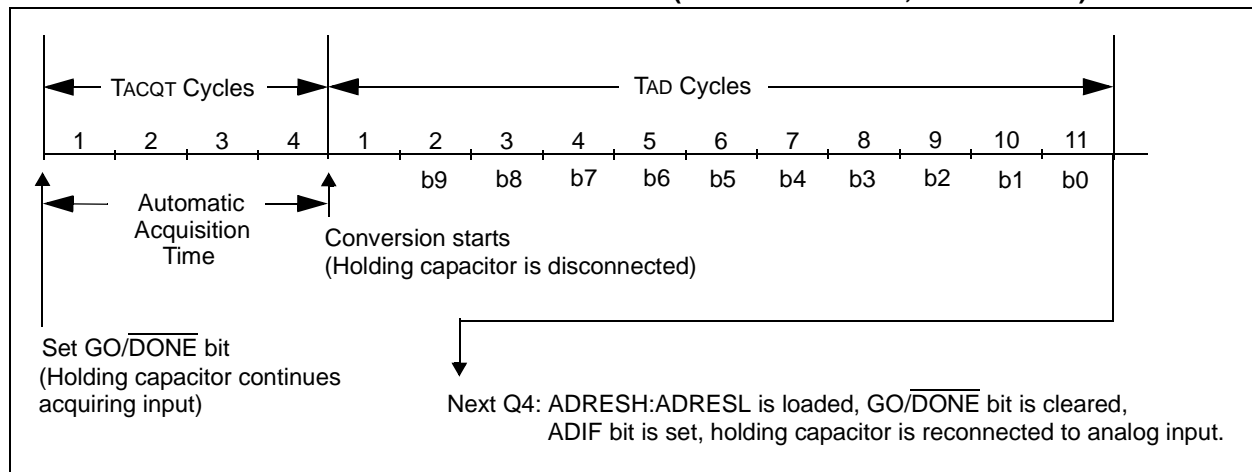 TACQT Cycles
TAD Cycles
1 2 3 4 1 2 3 4 5 6 7 8 9 10 11
b9 b8 b7 b6 b5 b4 b3 b2 b1 b0
Automatic
Acquisition
Time
Conversion starts
(Holding capacitor is disconnected)
Set GO/DONE bit
(Holding capacitor continues
acquiring input)
Next Q4: ADRESH:ADRESL is loaded, GO/DONE bit is cleared,
ADIF bit is set, holding capacitor is reconnected to analog input.